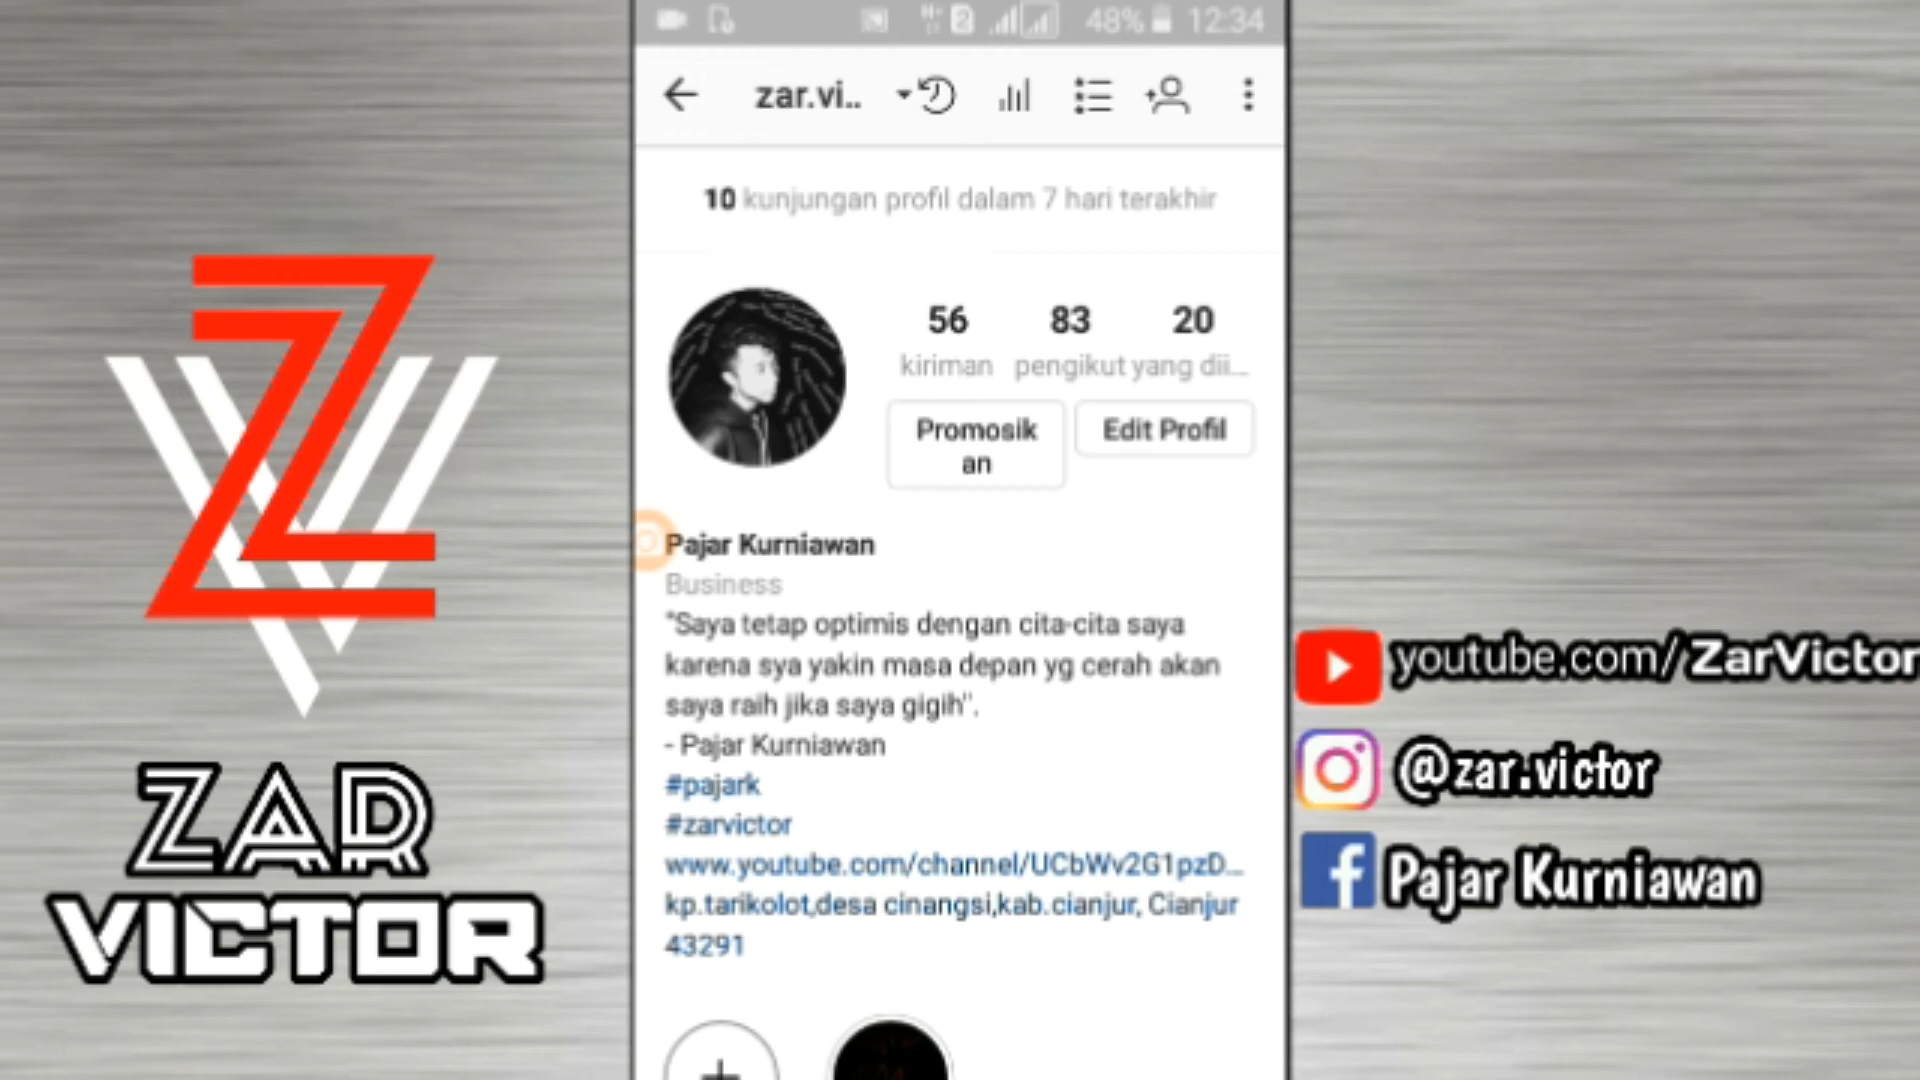 48% 12:34
zar.vi..
10 kunjungan profil dalam 7 hari terakhir
56 83 20
kiriman pengikut yang dii...
Promosik
an
Edit Profil
Pajar Kurniawan
Business
"Saya tetap optimis dengan cita-cita saya
karena sya yakin masa depan yg cerah akan
saya raih jika saya gigih".
- Pajar Kurniawan
#pajark
#zarvictor
www.youtube.com/channel/UCbWv2G1pzD...
kp.tarikolot,desa cinangsi,kab.cianjur, Cianjur
43291
ZAR
VICTOR
youtube.com/ZarVictor
@zar.victor
Pajar Kurniawan